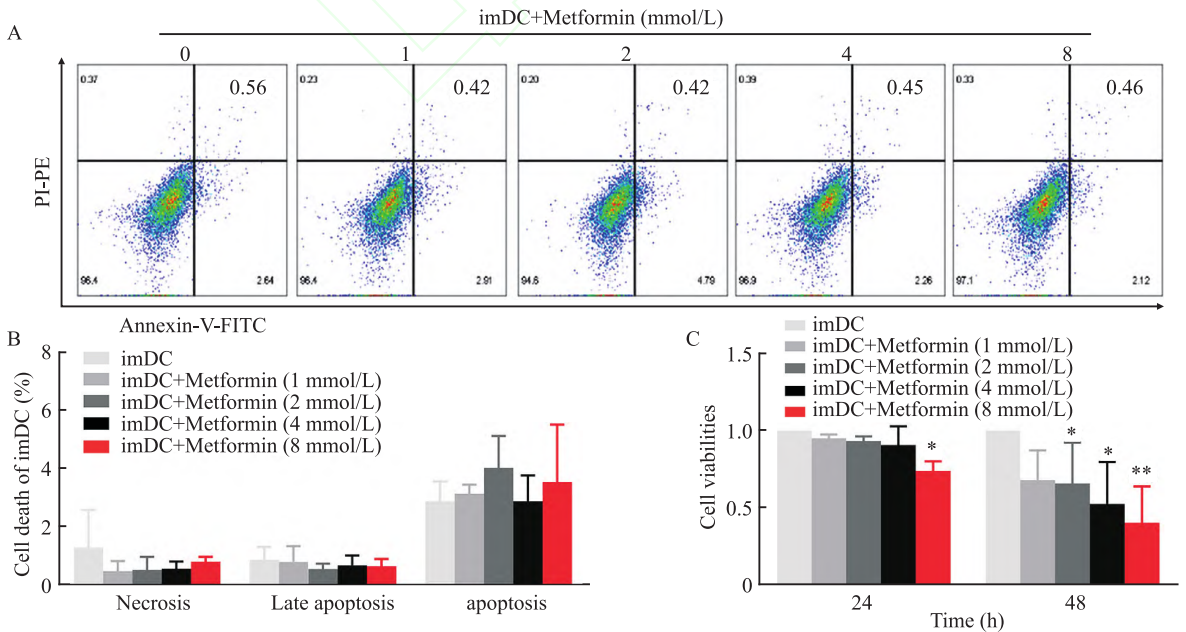 imDC+Metformin (mmol/L)
A
0 1 2 4 8
0.37 0.56 0.23 0.42 0.20 0.42 0.39 0.45 0.33 0.46
PI-PE
96.4 2.64 96.4 2.91 94.6 4.79 96.9 2.26 97.1 2.12
Annexin-V-FITC
B
8
6
4
2
0
Cell death of imDC (%)
imDC
imDC+Metformin (1 mmol/L)
imDC+Metformin (2 mmol/L)
imDC+Metformin (4 mmol/L)
imDC+Metformin (8 mmol/L)
Necrosis Late apoptosis apoptosis
C
imDC
imDC+Metformin (1 mmol/L)
imDC+Metformin (2 mmol/L)
imDC+Metformin (4 mmol/L)
imDC+Metformin (8 mmol/L)
1.5
1.0
0.5
0
Cell viabilities
* * * **
24 48
Time (h)